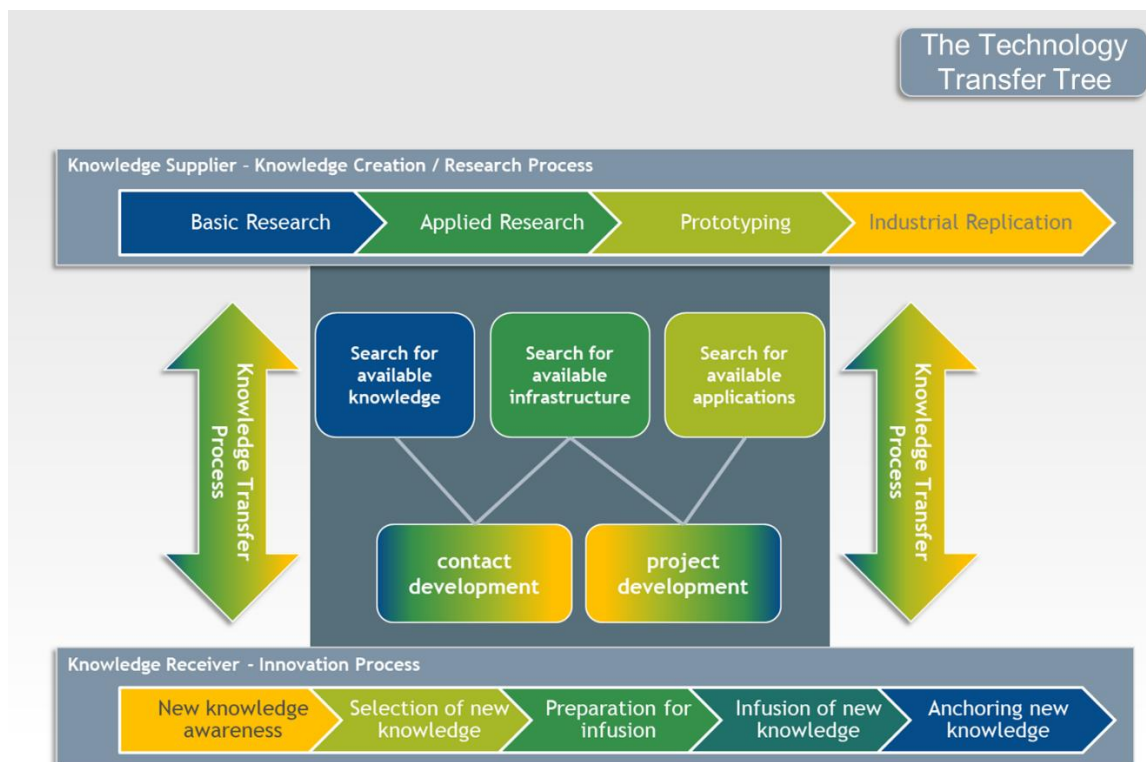 The Technology
Transfer Tree
Knowledge Supplier – Knowledge Creation / Research Process
Basic Research
Applied Research
Prototyping
Industrial Replication
Knowledge Transfer
Process
Search for
available
knowledge
Search for
available
infrastructure
Search for
available
applications
Knowledge Transfer
Process
contact
development
project
development
Knowledge Receiver - Innovation Process
New knowledge
awareness
Selection of new
knowledge
Preparation for
infusion
Infusion of new
knowledge
Anchoring new
knowledge